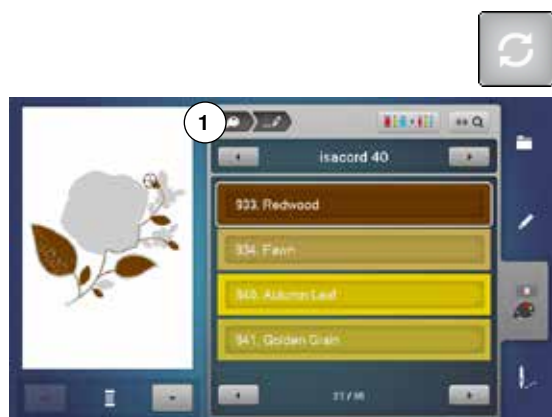 1
isacord 40
933. Redwood
934. Fawn
940. Autumn Leaf
941. Golden Grain